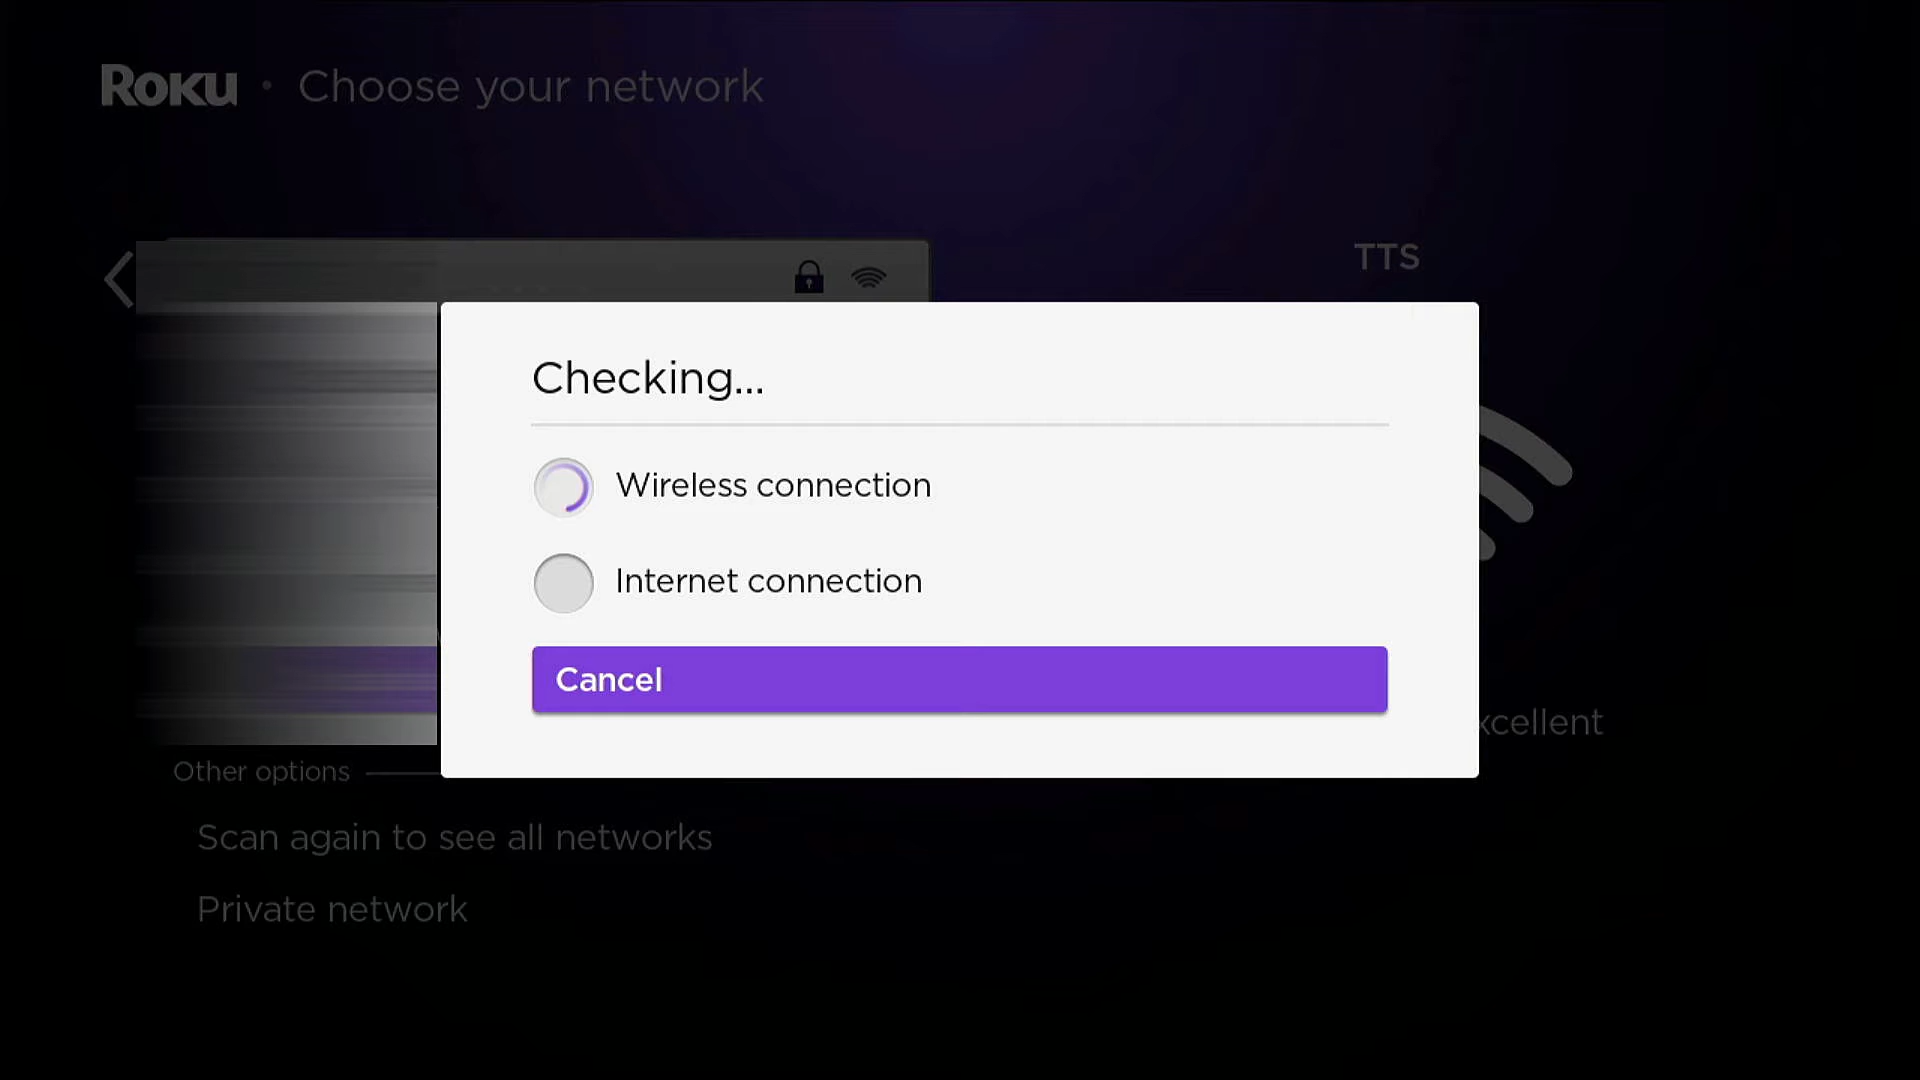 Roku • Choose your network
TTS
Checking...
Wireless connection
Internet connection
Cancel
xcellent
Other options
Scan again to see all networks
Private network